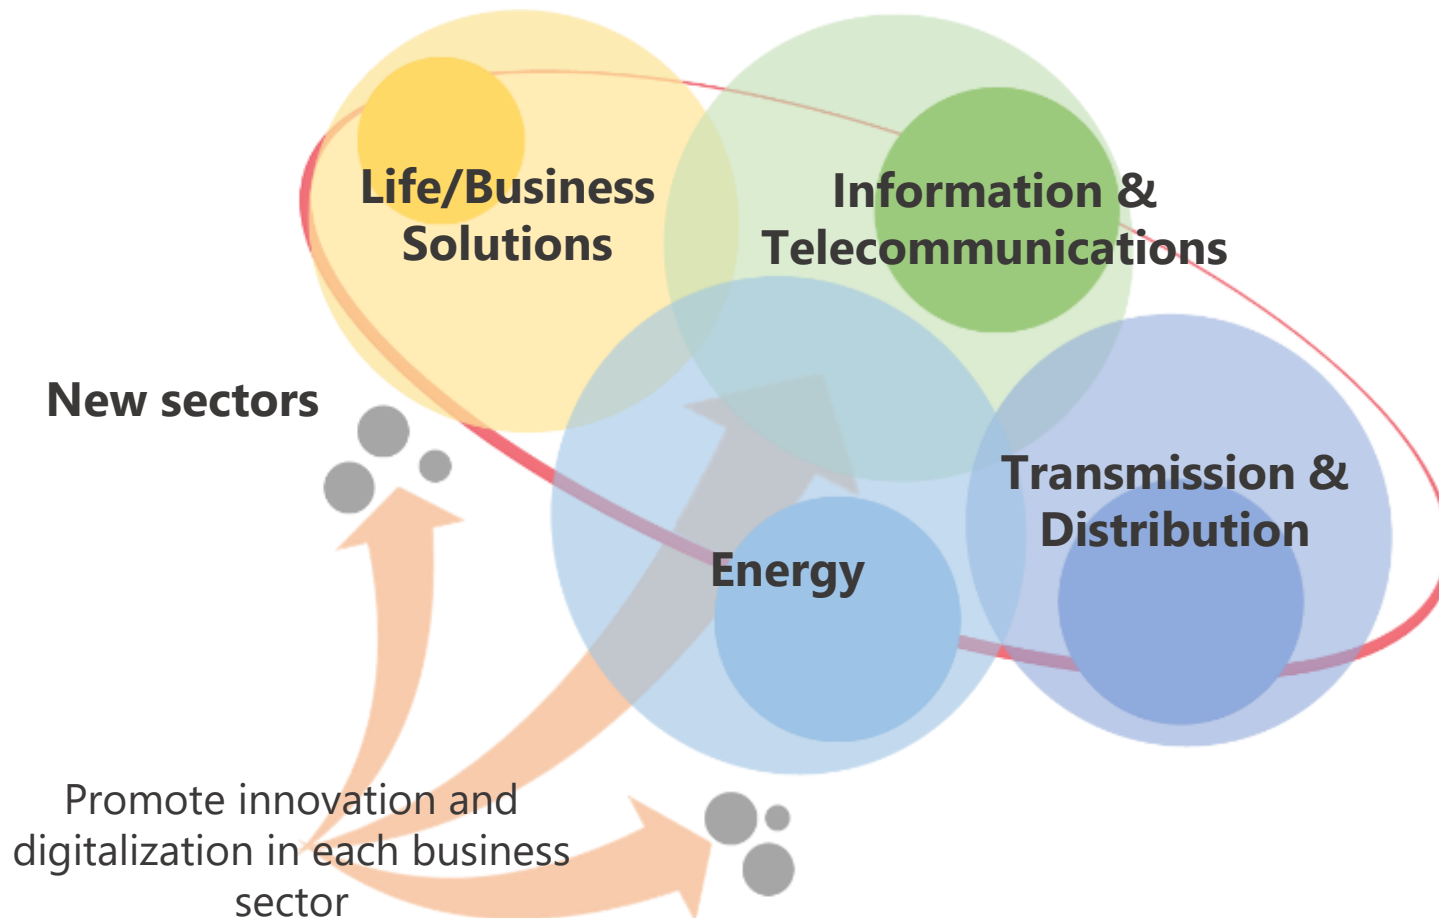 Life/Business
Solutions
Information &
Telecommunications
New sectors
Transmission &
Distribution
Energy
Promote innovation and
digitalization in each business
sector